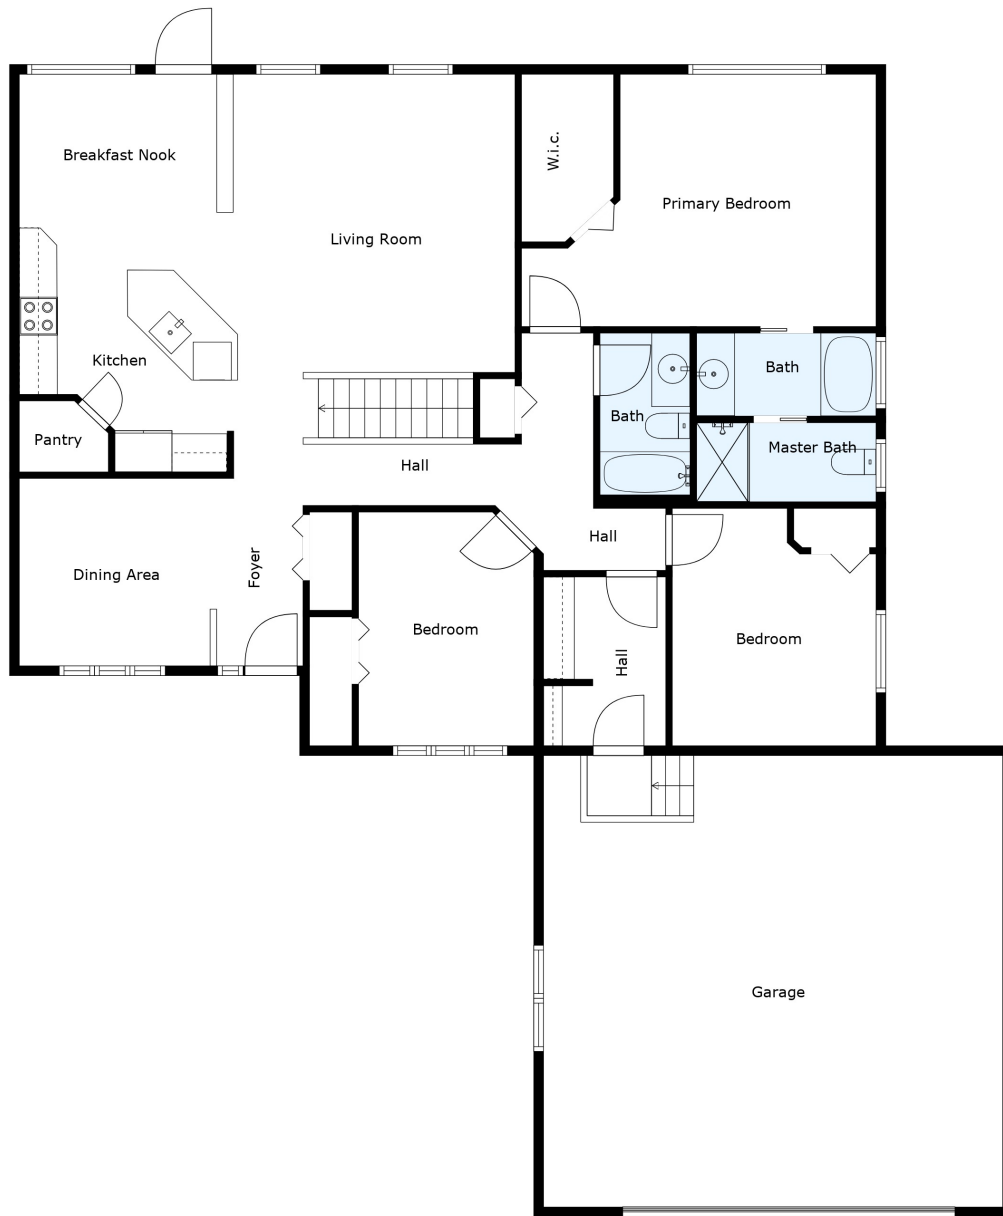 Breakfast Nook
W.i.c.
Primary Bedroom
Living Room
Kitchen
Bath
Bath
Pantry
Master Bath
Hall
Hall
Foyer
Dining Area
Bedroom
Bedroom
Hall
Garage